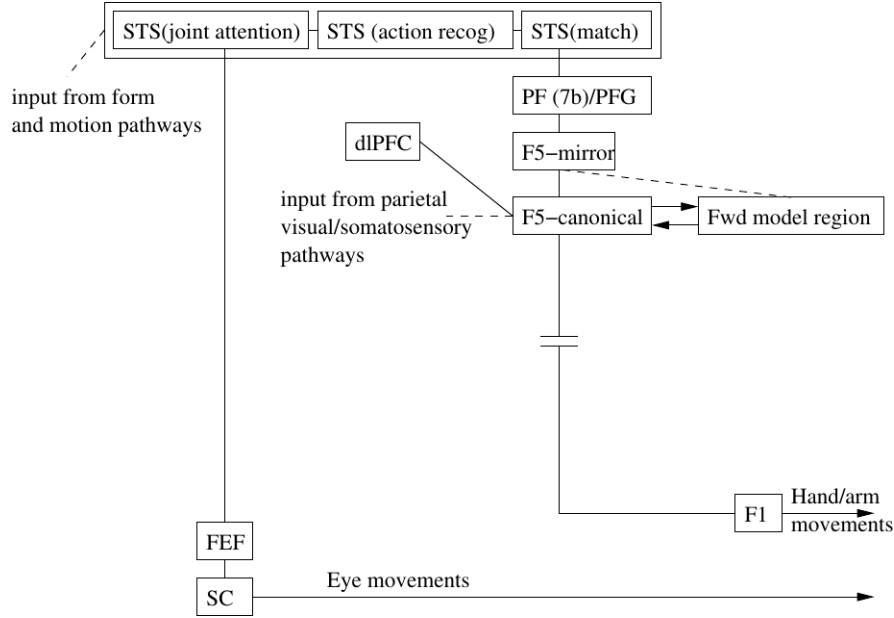 STS(joint attention)
STS (action recog)
STS(match)
input from form
and motion pathways
PF (7b)/PFG
dlPFC
F5−mirror
input from parietal
visual/somatosensory
pathways
F5−canonical
Fwd model region
Hand/arm
movements
F1
FEF
SC
Eye movements